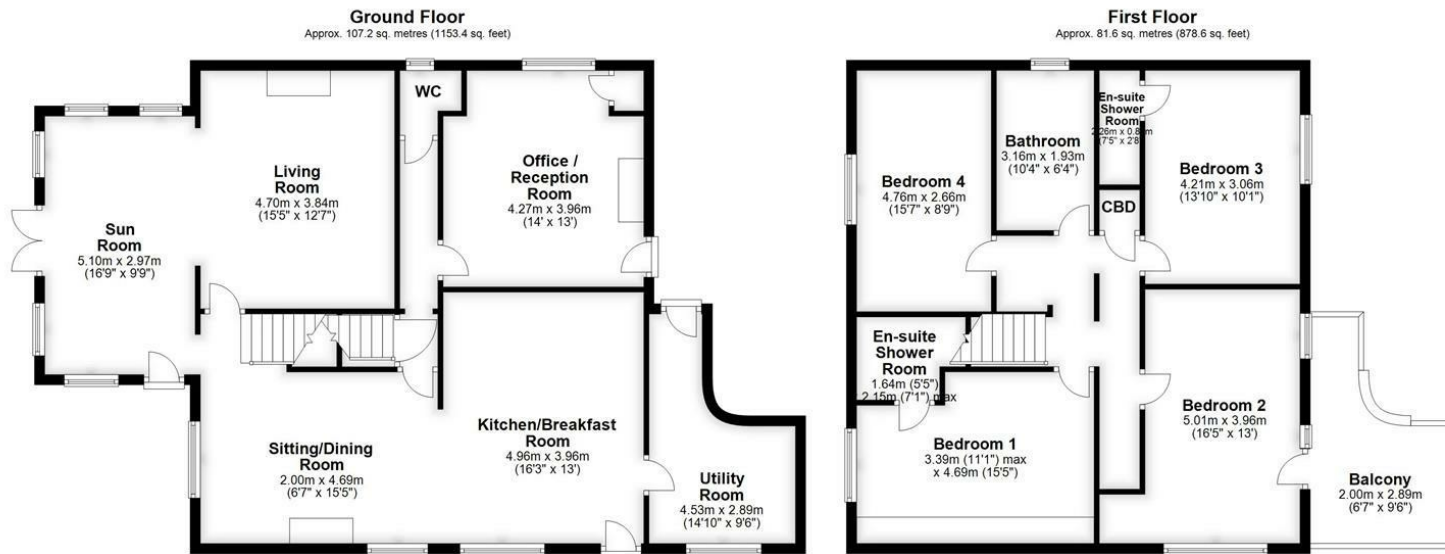 Ground Floor
Approx. 107.2 sq. metres (1153.4 sq. feet)
WC
Living
Room
4.70m x 3.84m
(15'5" x 12'7")
Office /
Reception
Room
4.27m x 3.96m
(14' x 13')
Sun
Room
5.10m x 2.97m
(16'9" x 9'9")
Sitting/Dining
Room
2.00m x 4.69m
(6'7" x 15'5")
Kitchen/Breakfast
Room
4.96m x 3.96m
(16'3" x 13')
Utility
Room
4.53m x 2.89m
(14'10" x 9'6")
First Floor
Approx. 81.6 sq. metres (878.6 sq. feet)
Bedroom 4
4.76m x 2.66m
(15'7" x 8'9")
Bathroom
3.16m x 1.93m
(10'4" x 6'4")
En-suite
Shower
Room
(7'5" x 2'8")
CBD
Bedroom 3
4.21m x 3.06m
(13'10" x 10'1")
En-suite
Shower
Room
1.64m (5'5")
2.15m (7'1") max
Bedroom 1
3.39m (11'1") max
x 4.69m (15'5")
Bedroom 2
5.01m x 3.96m
(16'5" x 13')
Balcony
2.00m x 2.89m
(6'7" x 9'6")